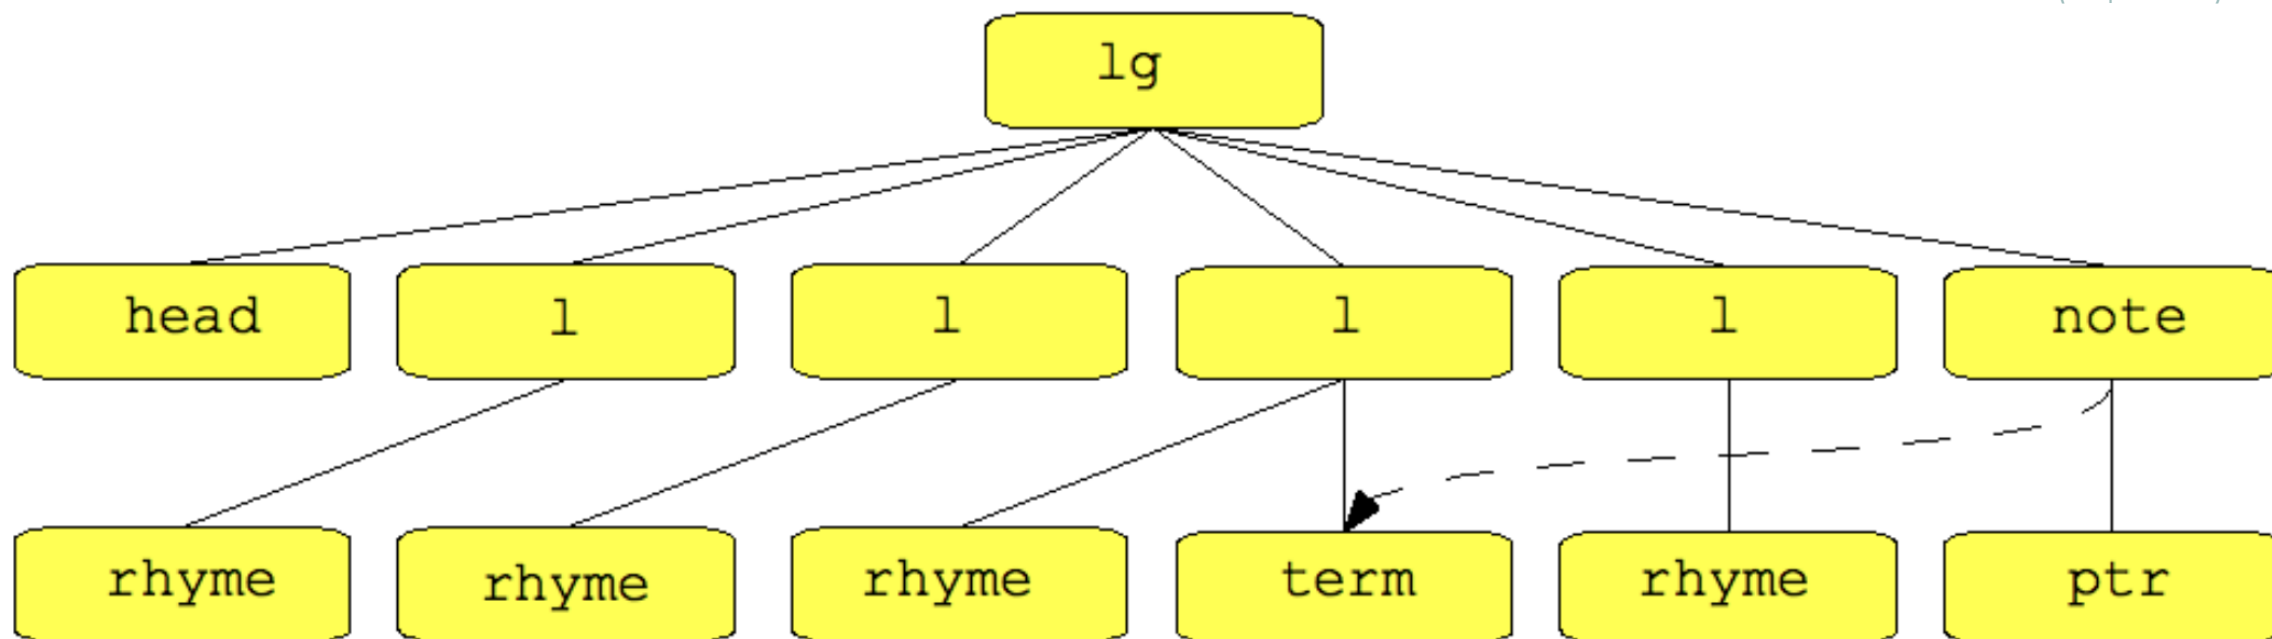 lg
head l l l l note
rhyme rhyme rhyme term rhyme ptr